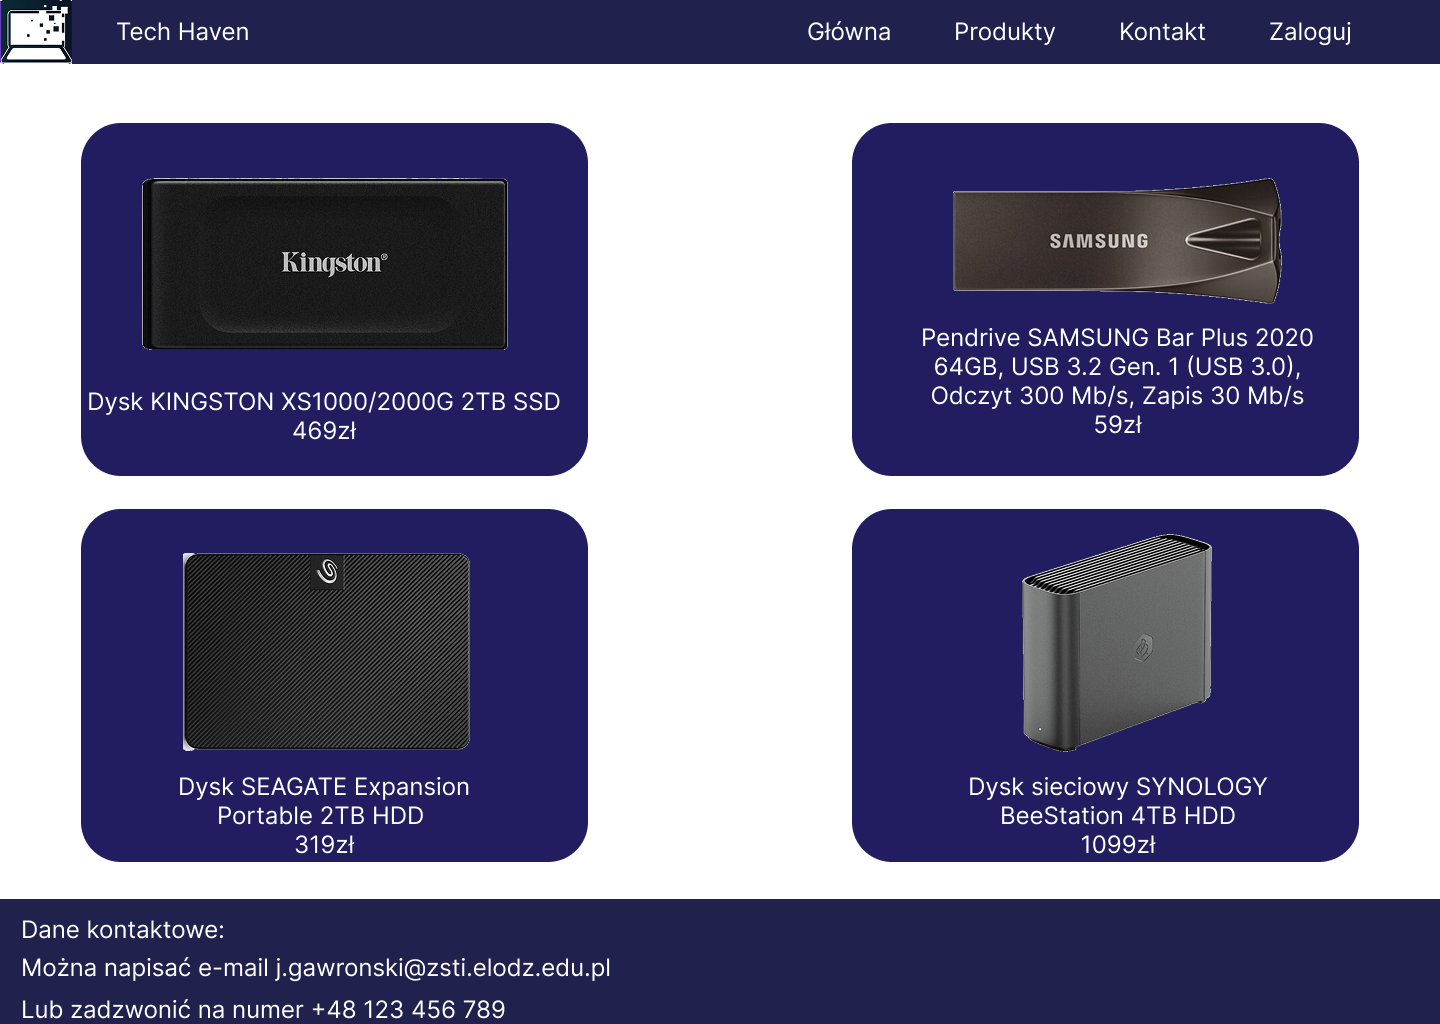 Tech Haven
Główna
Produkty
Kontakt
Zaloguj
Kingston®
Dysk KINGSTON XS1000/2000G 2TB SSD
469zł
SAMSUNG
Pendrive SAMSUNG Bar Plus 2020
64GB, USB 3.2 Gen. 1 (USB 3.0),
Odczyt 300 Mb/s, Zapis 30 Mb/s
59zł
Dysk SEAGATE Expansion
Portable 2TB HDD
319zł
Dysk sieciowy SYNOLOGY
BeeStation 4TB HDD
1099zł
Dane kontaktowe:
Można napisać e-mail j.gawronski@zsti.elodz.edu.pl
Lub zadzwonić na numer +48 123 456 789